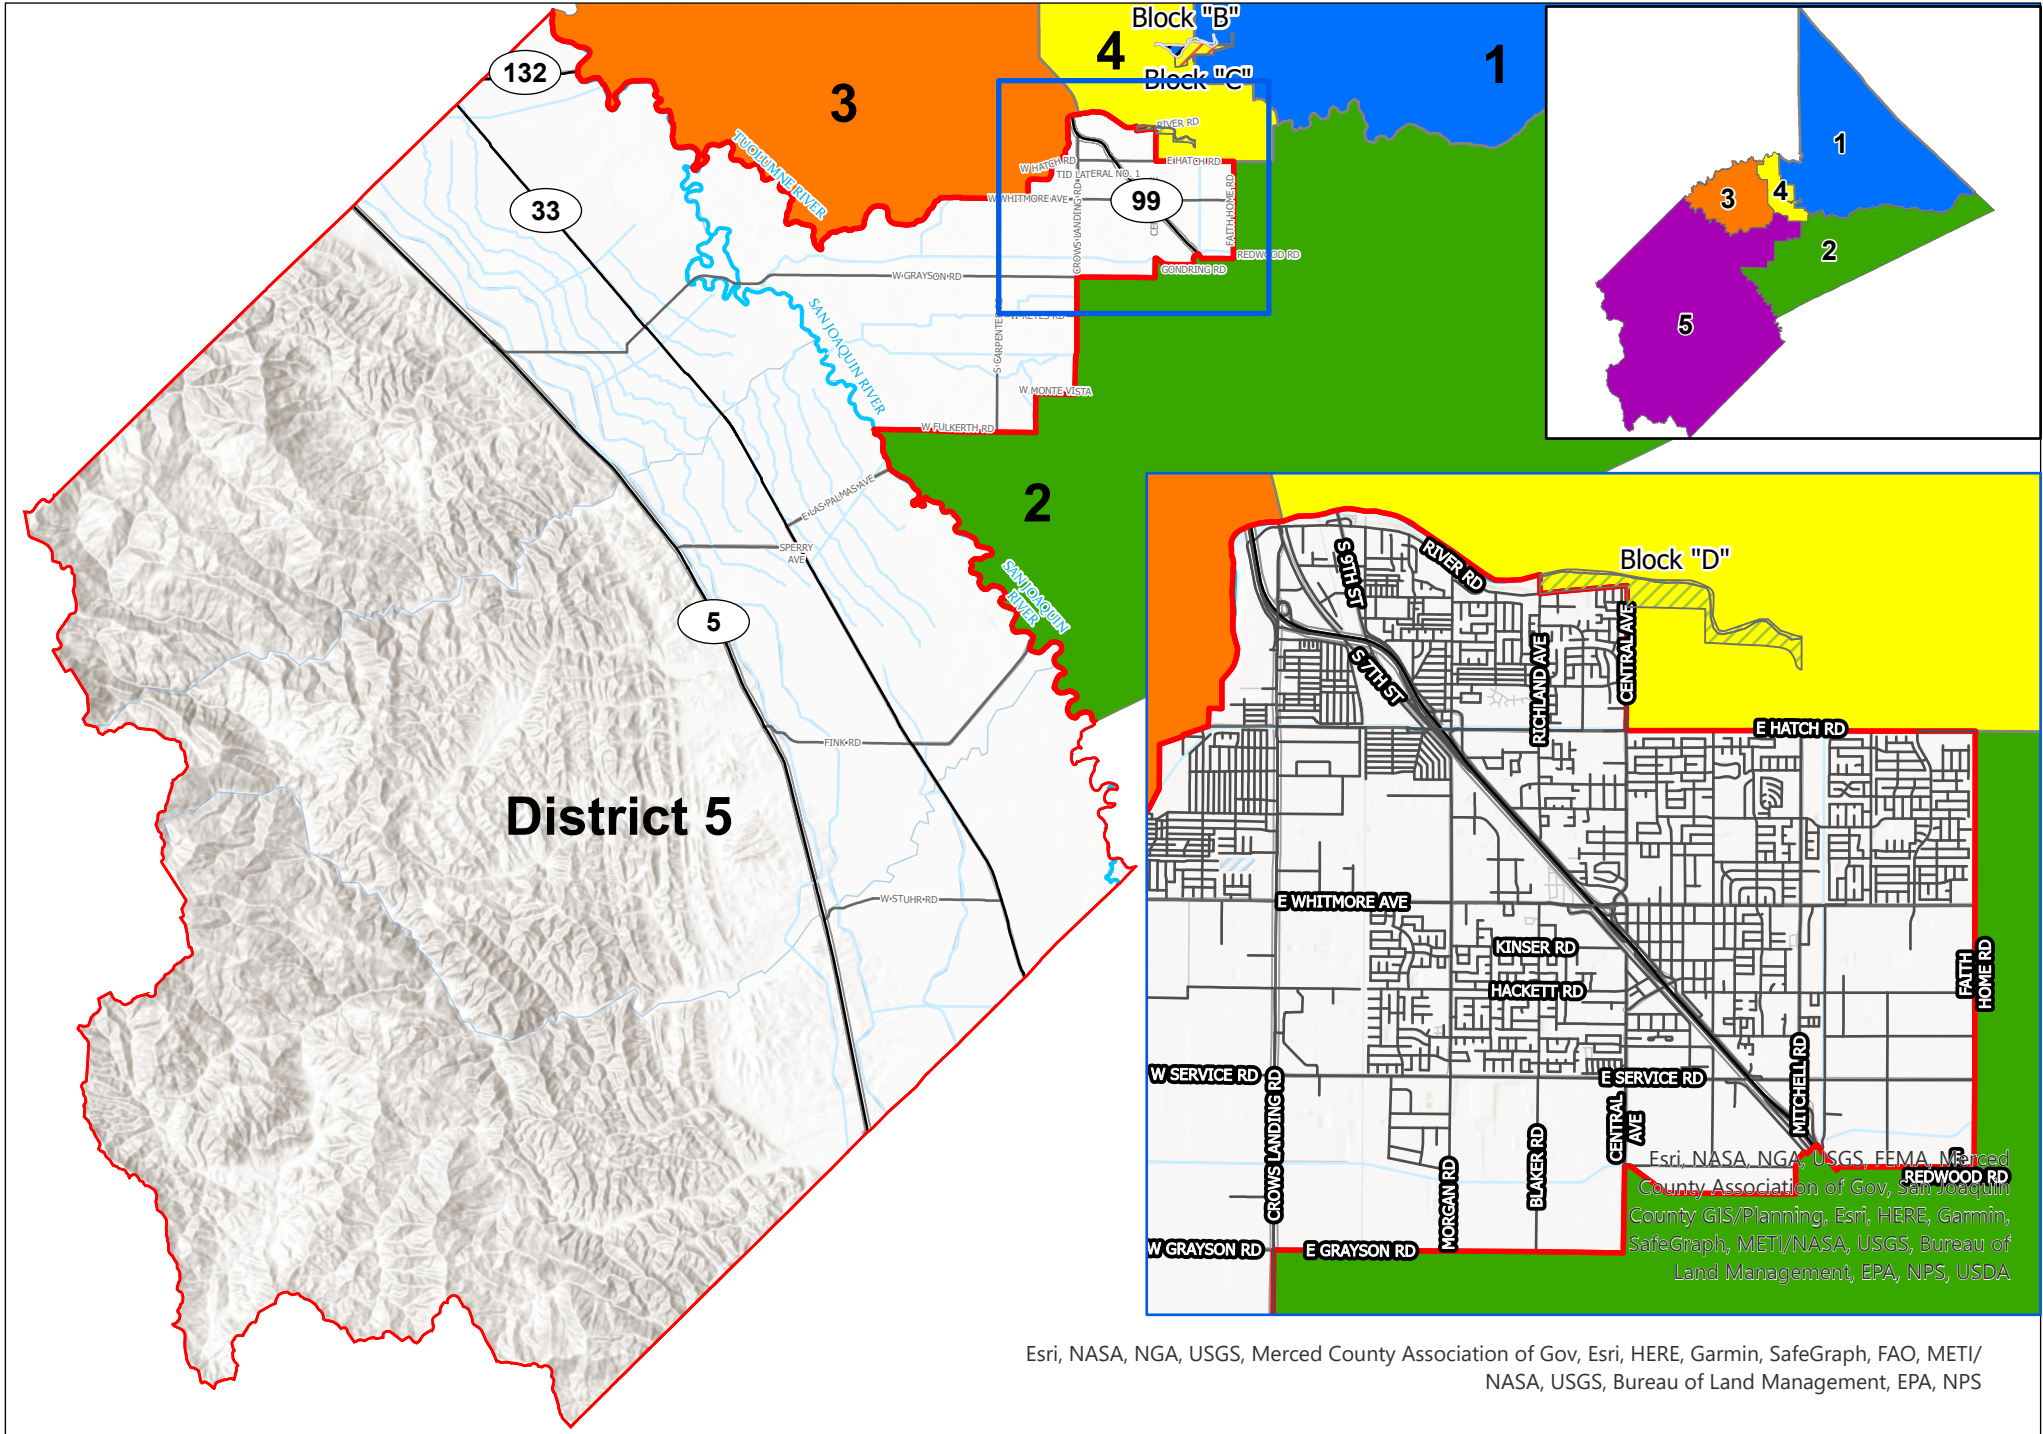 Block "B"
4
Block "C"
1
132
3
RIVER RD
TUOLUMNE RIVER
W HATCH RD
E HATCH RD
TID LATERAL NO. 1
33
W WHITMORE AVE
99
CROWS LANDING RD
FAITH HOME RD
REDWOOD RD
GONDRING RD
W GRAYSON RD
SAN JOAQUIN RIVER
S CARPENTER RD
W KEYES RD
W MONTE VISTA
W FULKERTH RD
E LAS PALMAS AVE
2
SPERRY
AVE
SAN JOAQUIN
RIVER
5
FINK RD
District 5
W STUHR RD
1
3
4
2
5
Block "D"
S 9TH ST
RIVER RD
CENTRAL AVE
RICHLAND AVE
S 7TH ST
E HATCH RD
E WHITMORE AVE
KINSER RD
HACKETT RD
FAITH
HOME RD
W SERVICE RD
E SERVICE RD
MITCHELL RD
CROWS LANDING RD
CENTRAL
AVE
BLAKER RD
MORGAN RD
REDWOOD RD
W GRAYSON RD
E GRAYSON RD
Esri, NASA, NGA, USGS, FEMA, Merced
County Association of Gov, San Joaquin
County GIS/Planning, Esri, HERE, Garmin,
SafeGraph, METI/NASA, USGS, Bureau of
Land Management, EPA, NPS, USDA
Esri, NASA, NGA, USGS, Merced County Association of Gov, Esri, HERE, Garmin, SafeGraph, FAO, METI/
NASA, USGS, Bureau of Land Management, EPA, NPS